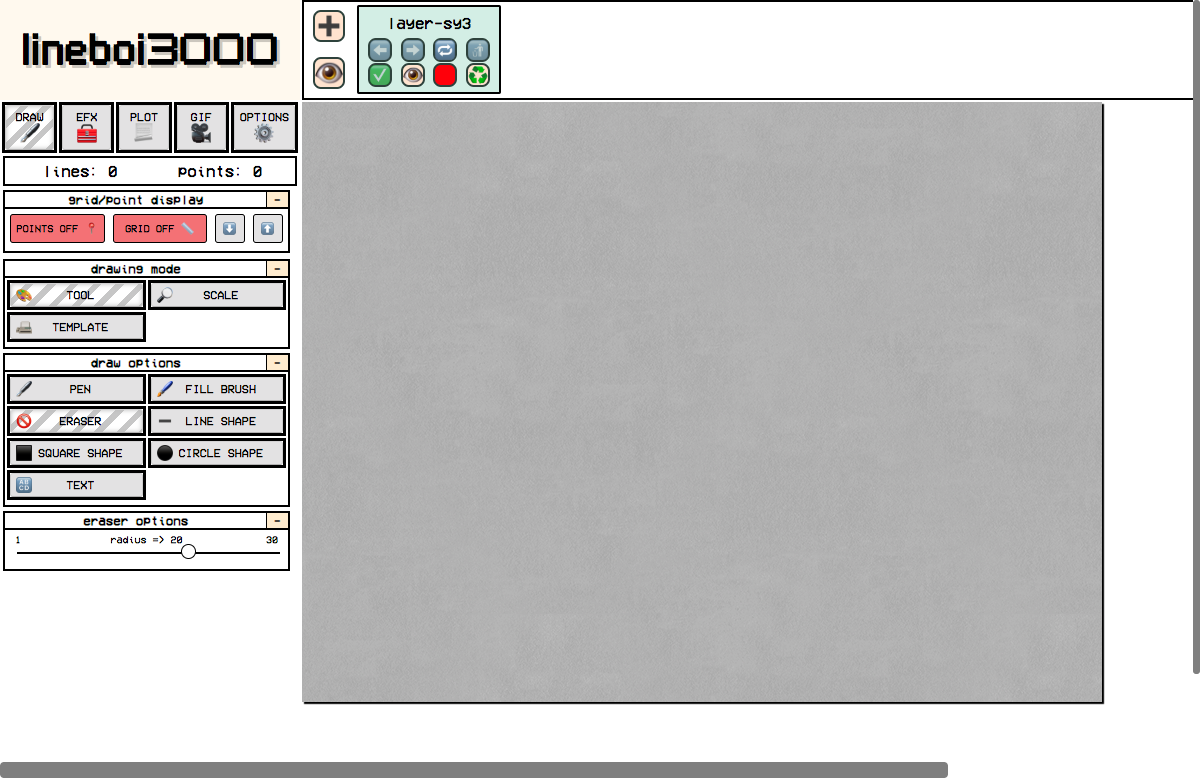 lineboi3000
layer-sy3
DRAW EFX PLOT GIF OPTIONS
lines: 0 points: 0
grid/point display -
POINTS OFF GRID OFF
drawing mode -
TOOL SCALE
TEMPLATE
draw options -
PEN FILL BRUSH
ERASER LINE SHAPE
SQUARE SHAPE CIRCLE SHAPE
TEXT
eraser options -
1 radius => 20 30